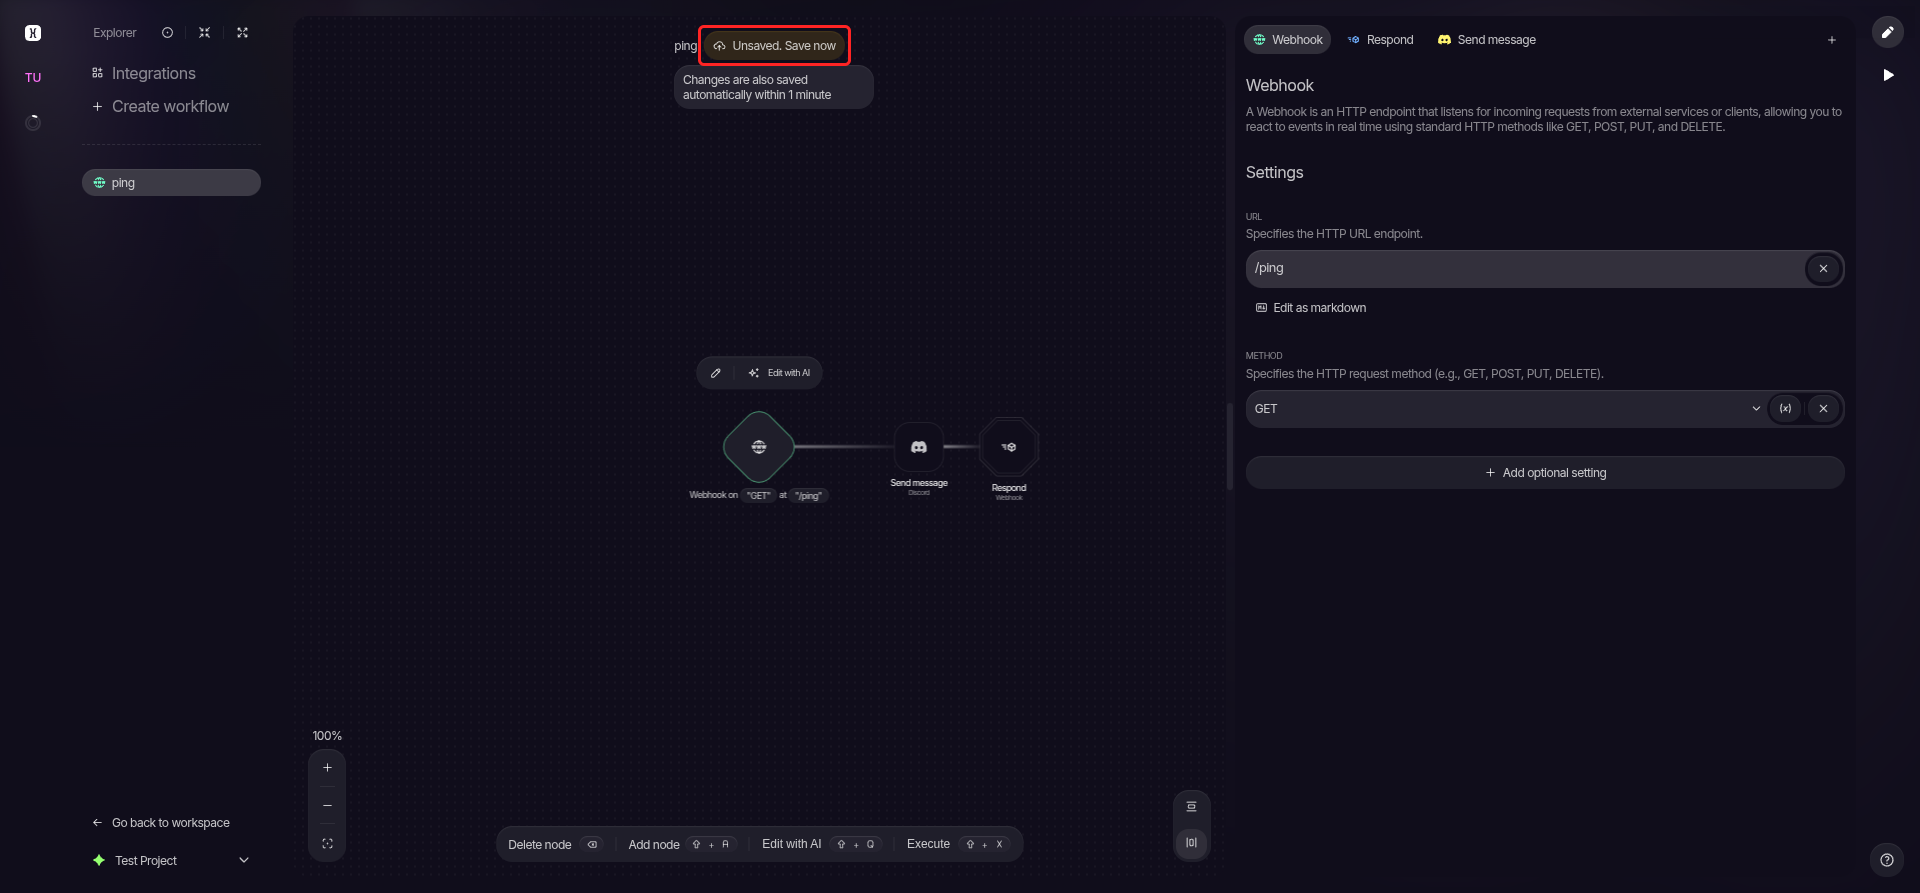 Explorer
TU
Integrations
Create workflow
ping
ping
Unsaved. Save now
Changes are also saved
automatically within 1 minute
Edit with AI
Webhook on "GET" at "/ping"
Send message
Discord
Respond
Webhook
100%
Delete node
Add node + A
Edit with AI + Q
Execute + X
Go back to workspace
Test Project
Webhook
Respond
Send message
Webhook
A Webhook is an HTTP endpoint that listens for incoming requests from external services or clients, allowing you to
react to events in real time using standard HTTP methods like GET, POST, PUT, and DELETE.
Settings
URL
Specifies the HTTP URL endpoint.
/ping
Edit as markdown
METHOD
Specifies the HTTP request method (e.g., GET, POST, PUT, DELETE).
GET
(x)
Add optional setting